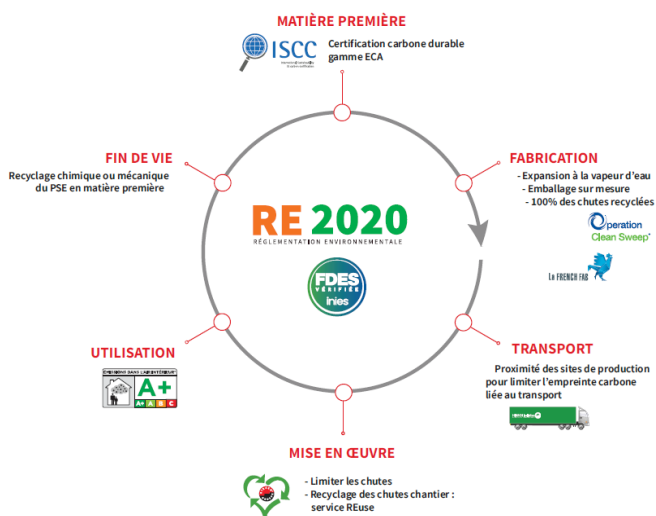 MATIÈRE PREMIÈRE
ISCC
Certification carbone durable
gamme ECA
FABRICATION
- Expansion à la vapeur d'eau
- Emballage sur mesure
- 100% des chutes recyclées
Operation
Clean Sweep
La FRENCH FAB
TRANSPORT
Proximité des sites de production
pour limiter l'empreinte carbone
liée au transport
MISE EN ŒUVRE
- Limiter les chutes
- Recyclage des chutes chantier :
service REuse
UTILISATION
ÉMISSIONS DANS L'AIR INTÉRIEUR
A+
A+ A B C
FIN DE VIE
Recyclage chimique ou mécanique
du PSE en matière première
RE 2020
RÉGLEMENTATION ENVIRONNEMENTALE
FDES
VÉRIFIÉE
inies